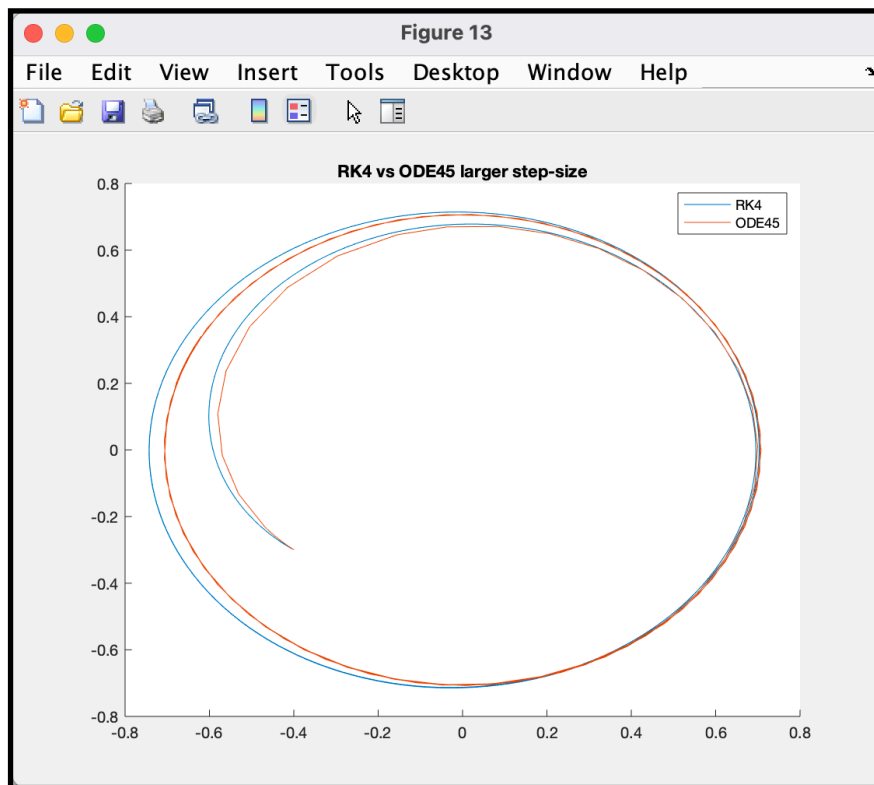 Figure 13
File Edit View Insert Tools Desktop Window Help
RK4 vs ODE45 larger step-size
RK4
ODE45
0.8
0.6
0.4
0.2
0
-0.2
-0.4
-0.6
-0.8
-0.8 -0.6 -0.4 -0.2 0 0.2 0.4 0.6 0.8